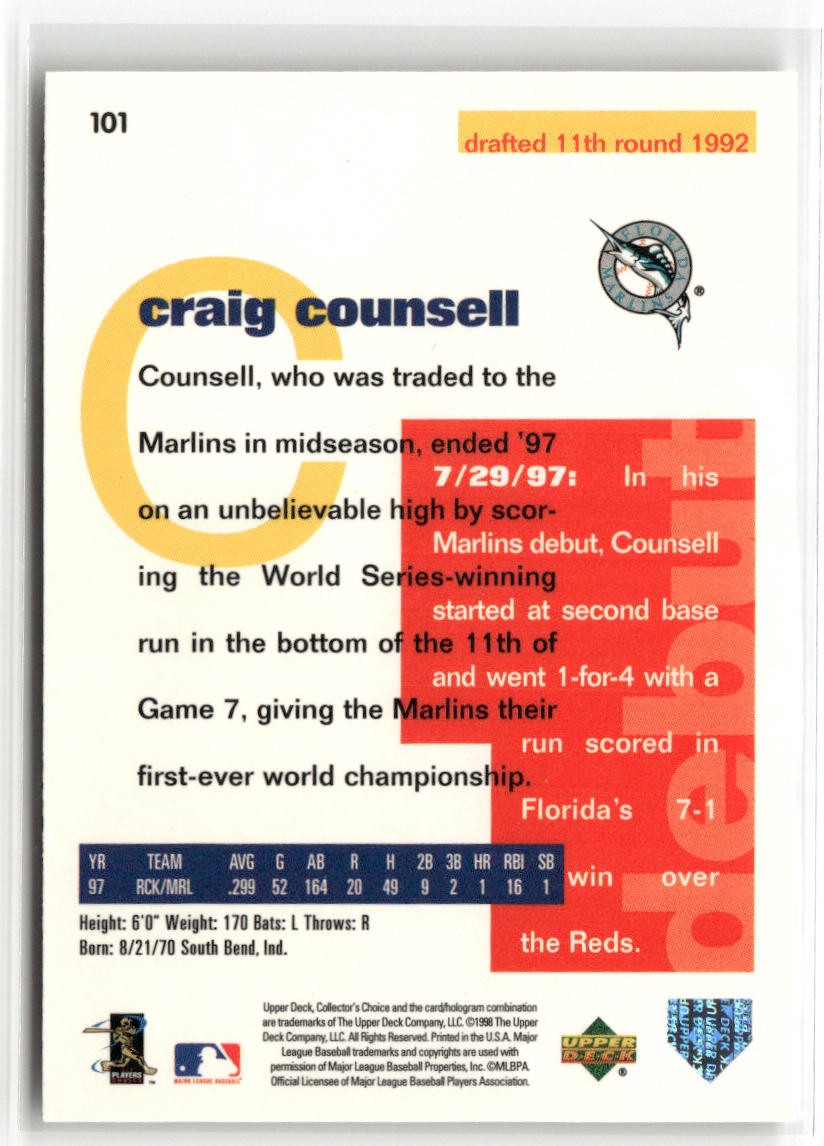 101
drafted 11th round 1992
FLORIDA
MARLINS
®
craig counsell
Counsell, who was traded to the
Marlins in midseason, ended '97
on an unbelievable high by scor-
ing the World Series-winning
run in the bottom of the 11th of
Game 7, giving the Marlins their
first-ever world championship.
debut
7/29/97: In his
Marlins debut, Counsell
started at second base
and went 1-for-4 with a
run scored in
Florida's 7-1
win over
the Reds.
YR TEAM AVG G AB R H 2B 3B HR RBI SB
97 RCK/MRL .299 52 164 20 49 9 2 1 16 1
Height: 6'0" Weight: 170 Bats: L Throws: R
Born: 8/21/70 South Bend, Ind.
PLAYERS
CHOICE
™
MAJOR LEAGUE BASEBALL
Upper Deck, Collector's Choice and the card/hologram combination
are trademarks of The Upper Deck Company, LLC. ©1998 The Upper
Deck Company, LLC. All Rights Reserved. Printed in the U.S.A. Major
League Baseball trademarks and copyrights are used with
permission of Major League Baseball Properties, Inc. ©MLBPA
Official Licensee of Major League Baseball Players Association.
UPPER
DECK
®